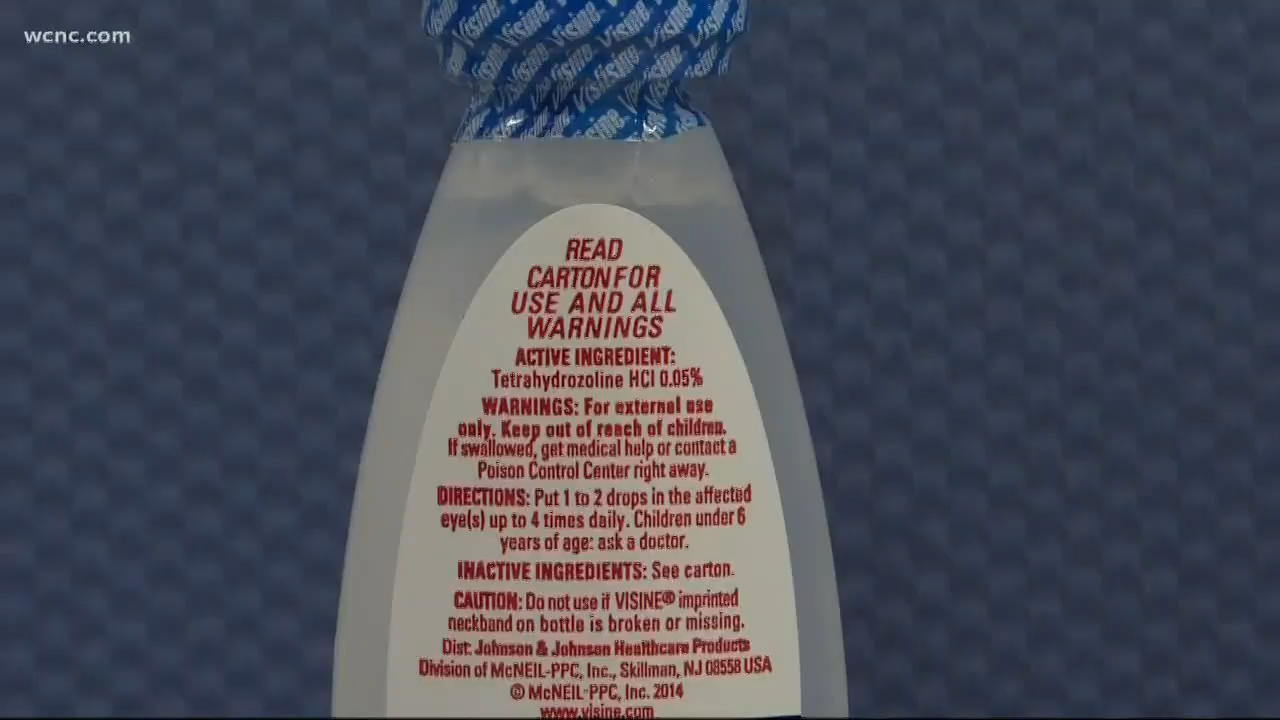 wcnc.com
Visine Visine Visine Visine
READ
CARTON FOR
USE AND ALL
WARNINGS
ACTIVE INGREDIENT:
Tetrahydrozoline HCl 0.05%
WARNINGS: For external use
only. Keep out of reach of children.
If swallowed, get medical help or contact a
Poison Control Center right away.
DIRECTIONS: Put 1 to 2 drops in the affected
eye(s) up to 4 times daily. Children under 6
years of age: ask a doctor.
INACTIVE INGREDIENTS: See carton.
CAUTION: Do not use if VISINE® imprinted
neckband on bottle is broken or missing.
Dist: Johnson & Johnson Healthcare Products
Division of McNEIL-PPC, Inc., Skillman, NJ 08558 USA
© McNEIL-PPC, Inc. 2014
www.visine.com